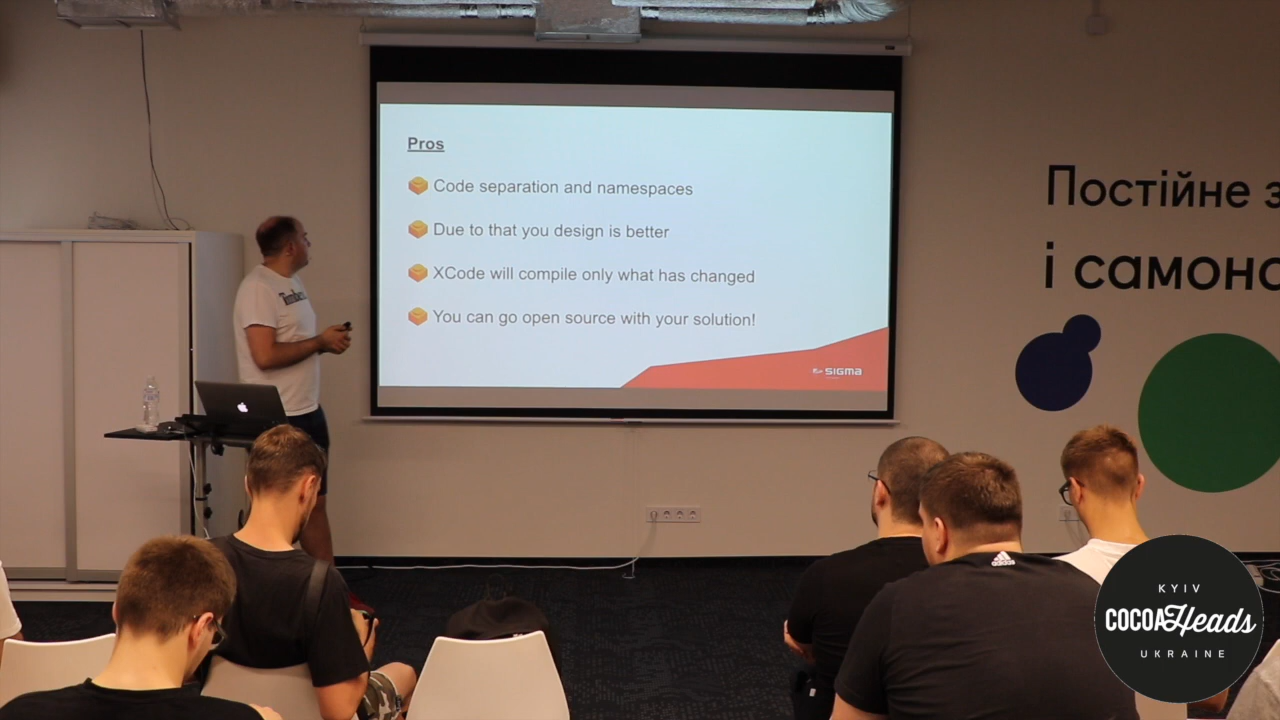 Pros
Code separation and namespaces
Due to that you design is better
XCode will compile only what has changed
You can go open source with your solution!
SIGMA
Постійне з
і самоно
KYIV
COCOAHeads
UKRAINE